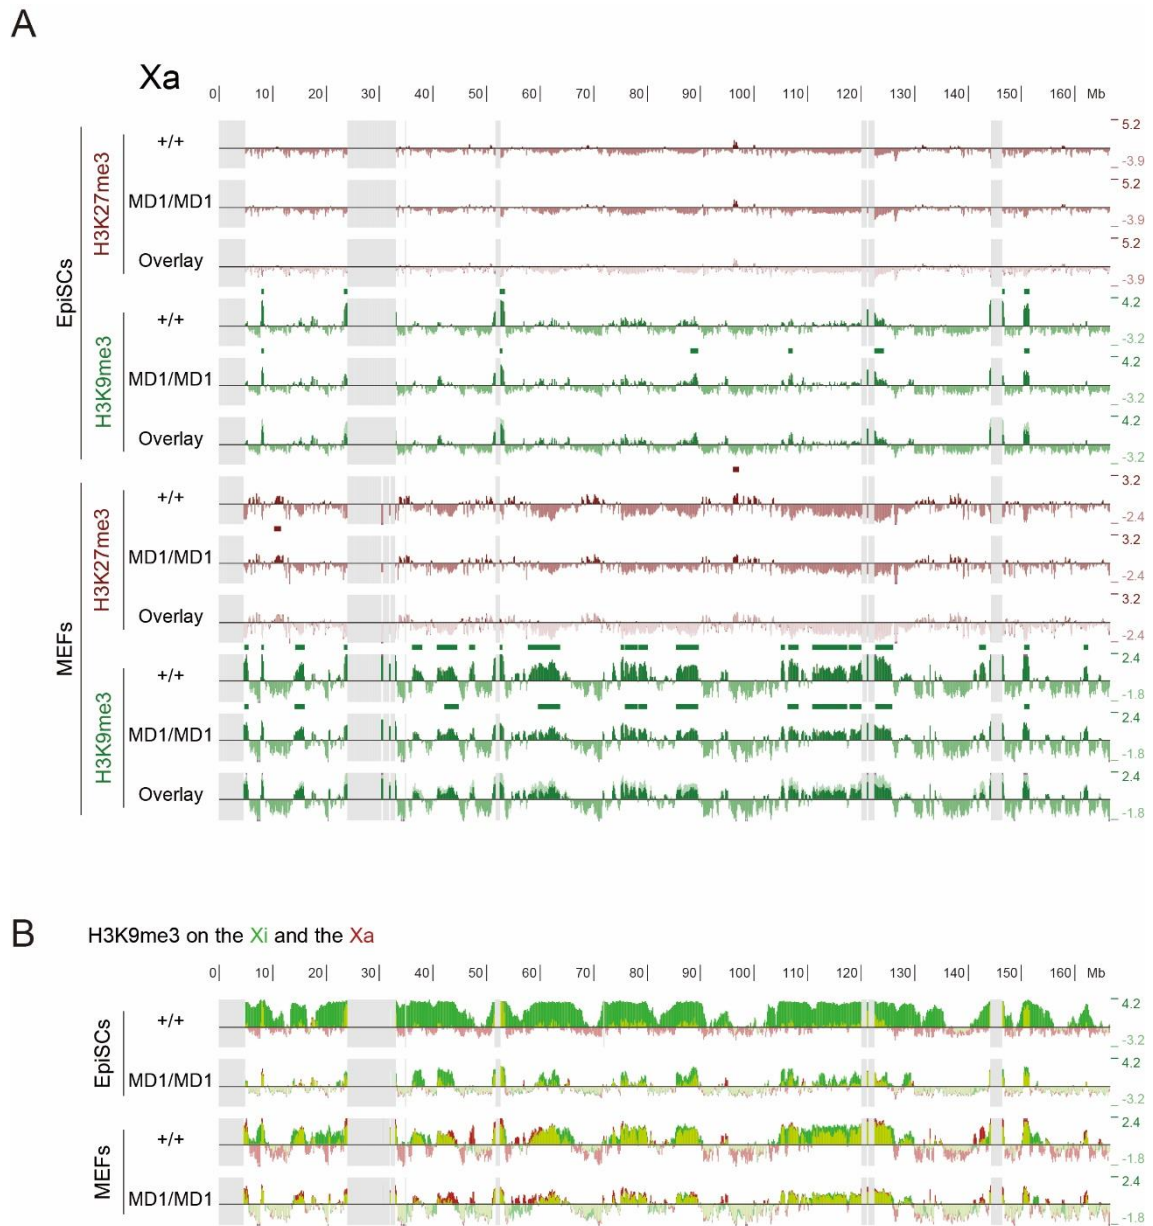 A
Xa
0 10 20 30 40 50 60 70 80 90 100 110 120 130 140 150 160 Mb
EpiSCs
H3K27me3
+/+
5.2
-3.9
MD1/MD1
5.2
-3.9
Overlay
5.2
-3.9
H3K9me3
+/+
4.2
-3.2
MD1/MD1
4.2
-3.2
Overlay
4.2
-3.2
MEFs
H3K27me3
+/+
3.2
-2.4
MD1/MD1
3.2
-2.4
Overlay
3.2
-2.4
H3K9me3
+/+
2.4
-1.8
MD1/MD1
2.4
-1.8
Overlay
2.4
-1.8
B
H3K9me3 on the Xi and the Xa
0 10 20 30 40 50 60 70 80 90 100 110 120 130 140 150 160 Mb
EpiSCs
+/+
4.2
-3.2
MD1/MD1
4.2
-3.2
MEFs
+/+
2.4
-1.8
MD1/MD1
2.4
-1.8